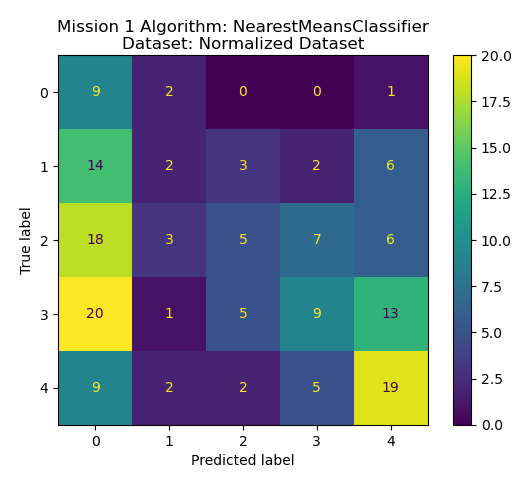 Mission 1 Algorithm: NearestMeansClassifier
Dataset: Normalized Dataset
True label
0 9 2 0 0 1
1 14 2 3 2 6
2 18 3 5 7 6
3 20 1 5 9 13
4 9 2 2 5 19
0 1 2 3 4
Predicted label
20.0
17.5
15.0
12.5
10.0
7.5
5.0
2.5
0.0